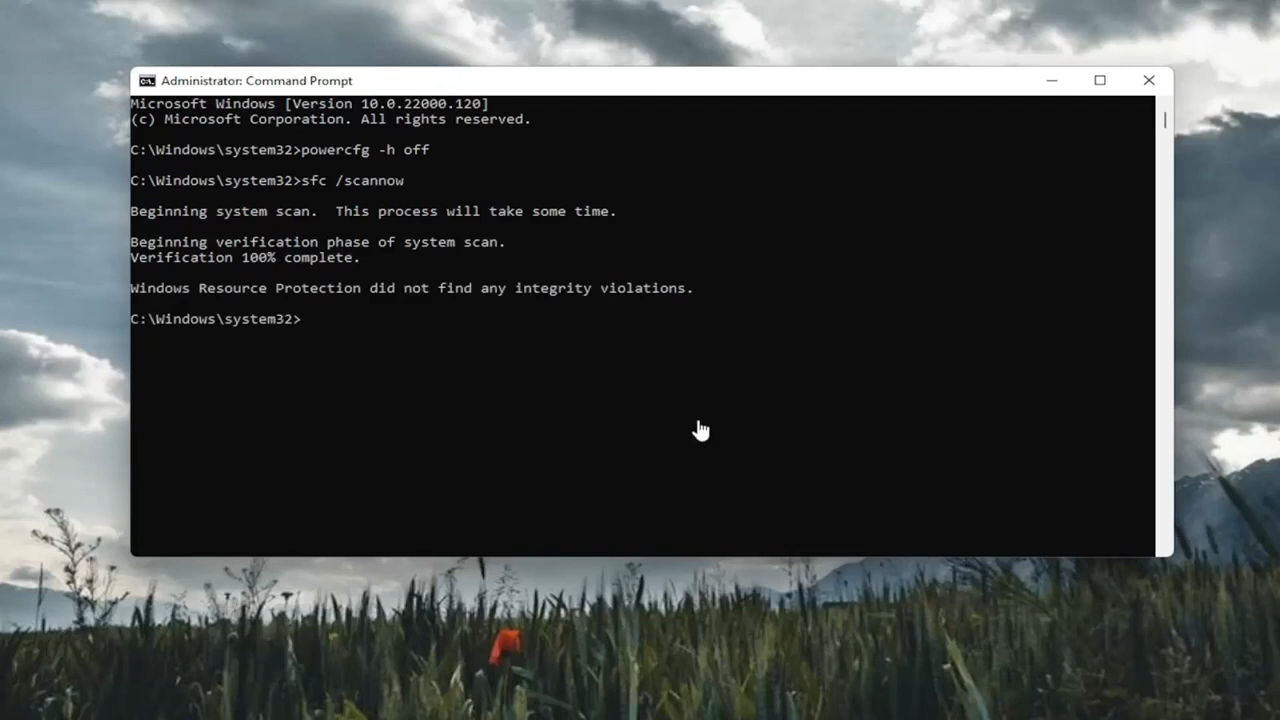 Administrator: Command Prompt
Microsoft Windows [Version 10.0.22000.120]
(c) Microsoft Corporation. All rights reserved.
C:\Windows\system32>powercfg -h off
C:\Windows\system32>sfc /scannow
Beginning system scan.  This process will take some time.
Beginning verification phase of system scan.
Verification 100% complete.
Windows Resource Protection did not find any integrity violations.
C:\Windows\system32>